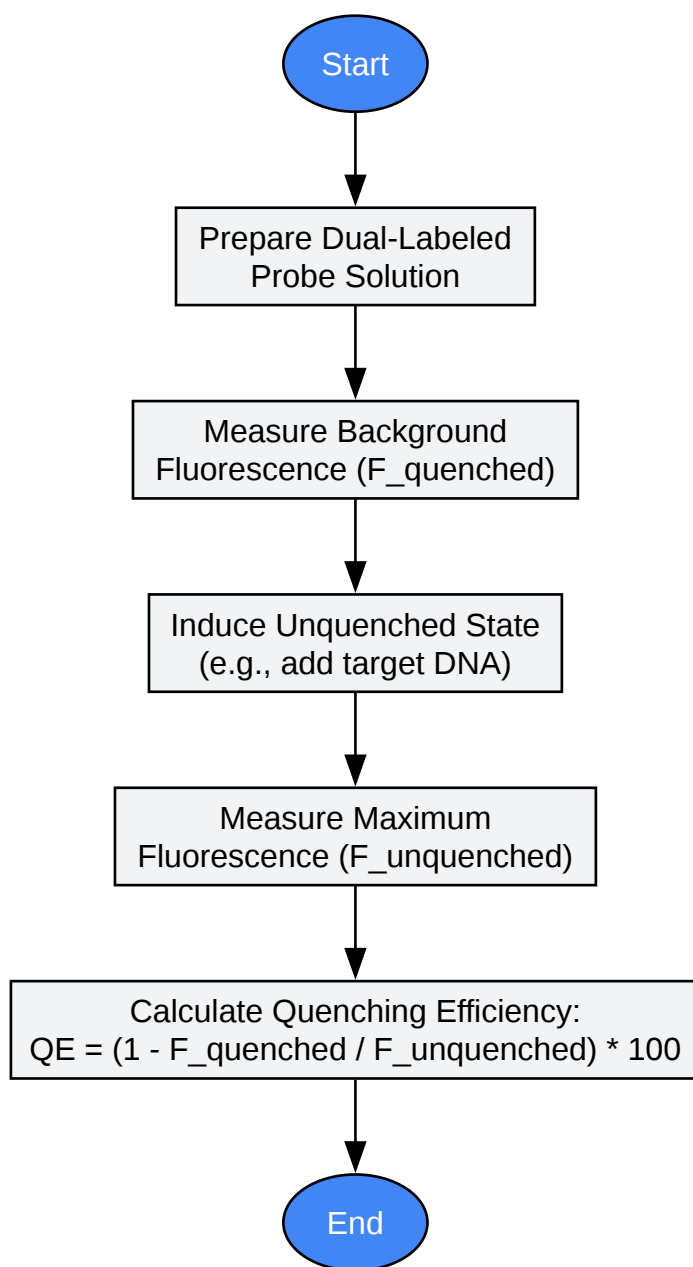 Start
Prepare Dual-Labeled
Probe Solution
Measure Background
Fluorescence (F_quenched)
Induce Unquenched State
(e.g., add target DNA)
Measure Maximum
Fluorescence (F_unquenched)
Calculate Quenching Efficiency:
QE = (1 - F_quenched / F_unquenched) * 100
End